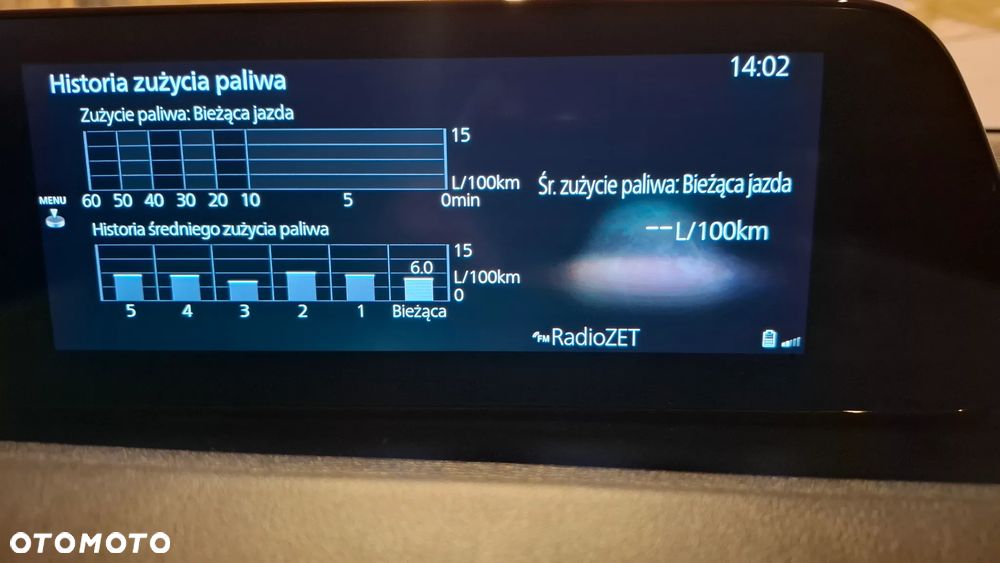 14:02
Historia zużycia paliwa
Zużycie paliwa: Bieżąca jazda
15
L/100km
60 50 40 30 20 10 5 0min
MENU
Historia średniego zużycia paliwa
15
6.0
L/100km
0
5 4 3 2 1 Bieżąca
Śr. zużycie paliwa: Bieżąca jazda
--L/100km
FM RadioZET
OTOMOTO